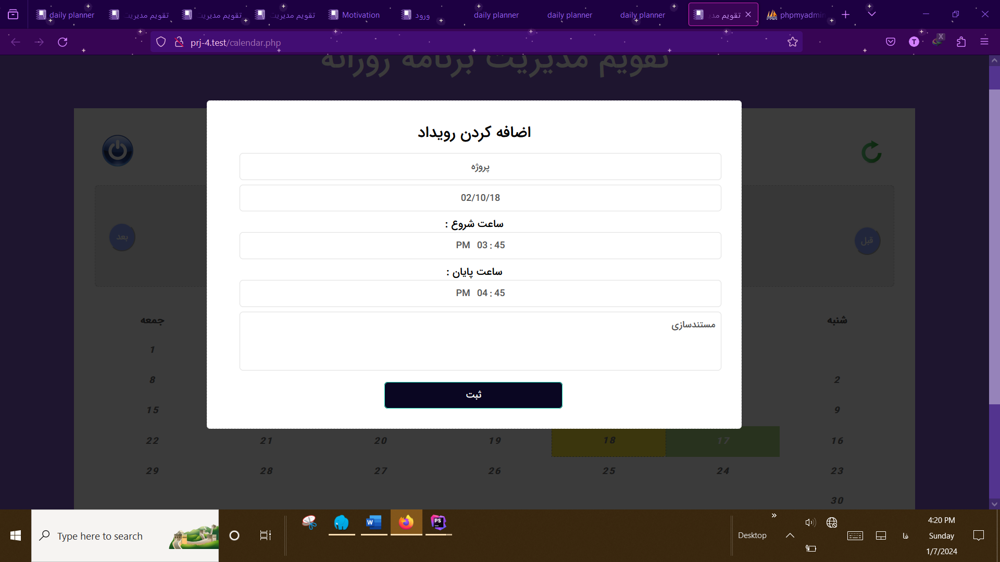 daily planner
تقویم مدیریت
تقویم مدیریت
تقویم مدیریت
Motivation
ورود
daily planner
daily planner
daily planner
تقویم مدی
phpmyadmin
prj-4.test/calendar.php
T
X
تقویم مدیریت برنامه روزانه
اضافه کردن رویداد
پروژه
02/10/18
ساعت شروع :
PM 03 : 45
ساعت پایان :
PM 04 : 45
مستندسازی
ثبت
قبل
بعد
شنبه
جمعه
1
2
8
9
15
16 17 18 19 20 21 22
23 24 25 26 27 28 29
30
Type here to search
W
PS
Desktop
فا
4:20 PM
Sunday
1/7/2024